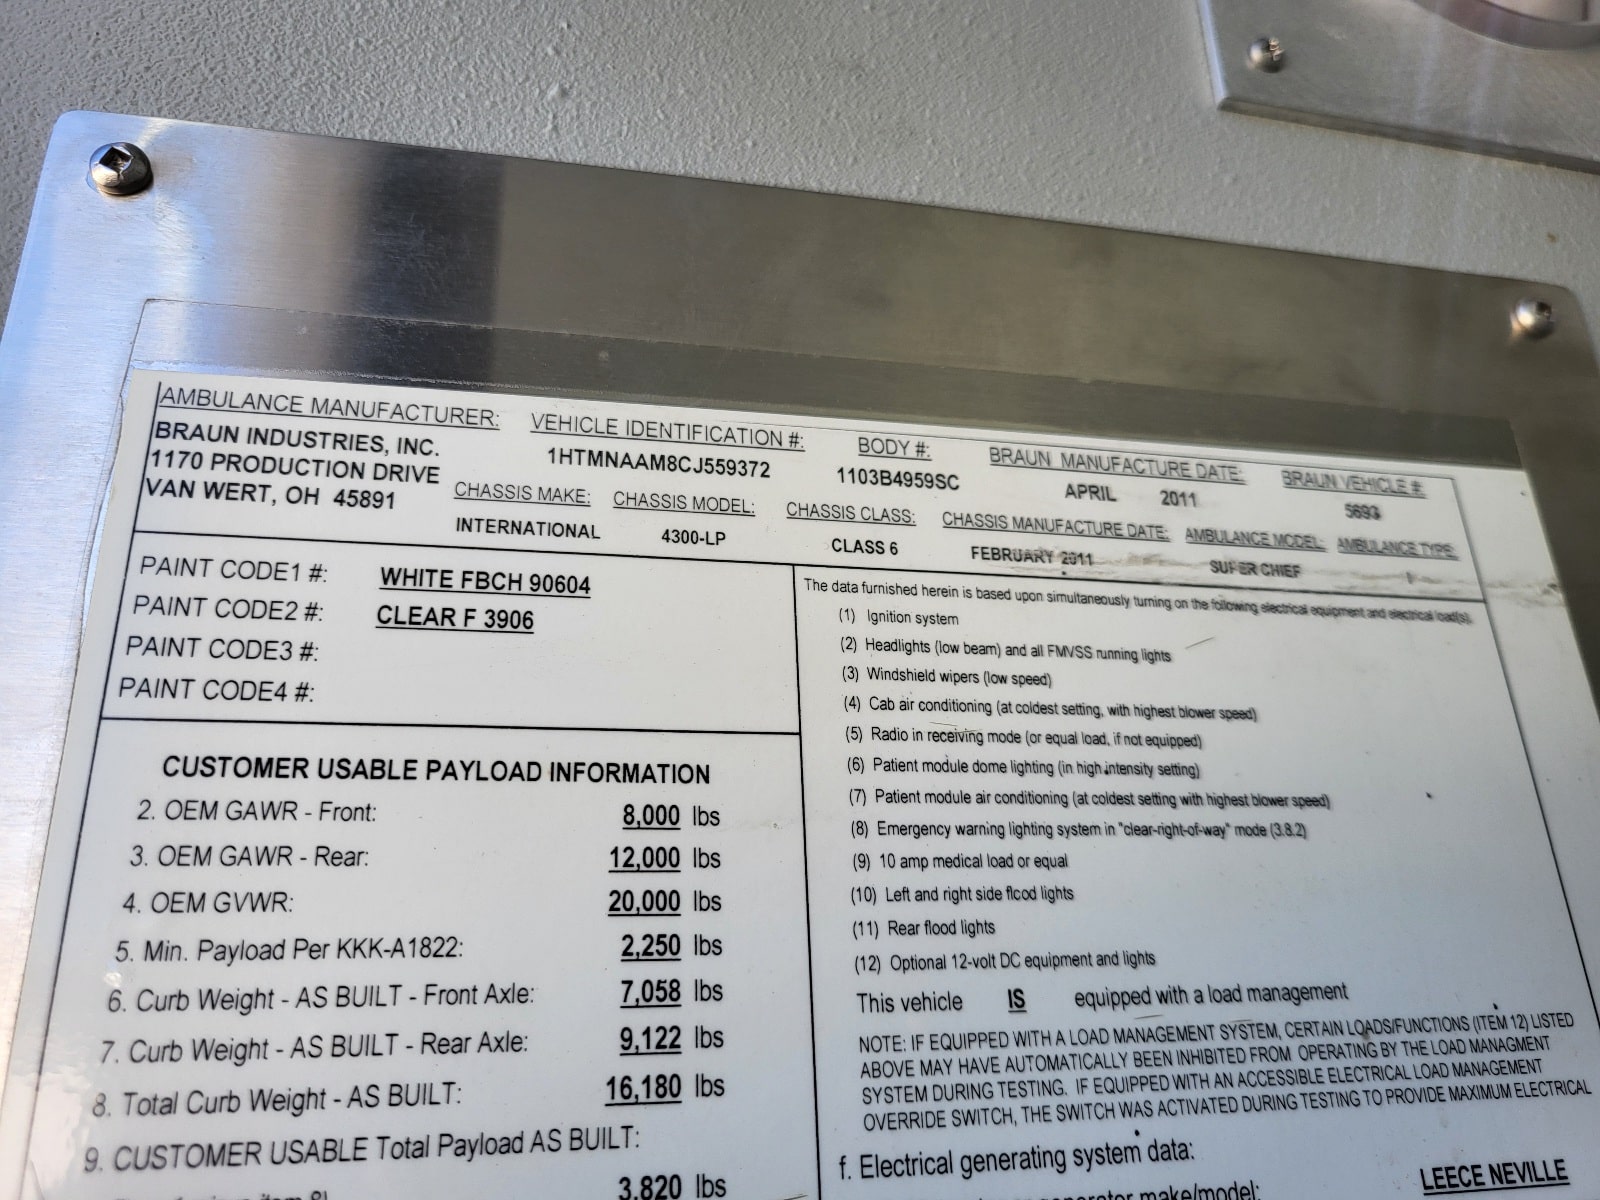 AMBULANCE MANUFACTURER: VEHICLE IDENTIFICATION #: BODY #: BRAUN MANUFACTURE DATE: BRAUN VEHICLE #:
BRAUN INDUSTRIES, INC. 1HTMNAAM8CJ559372 1103B4959SC APRIL 2011 5693
1170 PRODUCTION DRIVE
VAN WERT, OH 45891
CHASSIS MAKE: CHASSIS MODEL: CHASSIS CLASS: CHASSIS MANUFACTURE DATE: AMBULANCE MODEL: AMBULANCE TYPE:
INTERNATIONAL 4300-LP CLASS 6 FEBRUARY 2011 SUPER CHIEF I
PAINT CODE1 #: WHITE FBCH 90604
PAINT CODE2 #: CLEAR F 3906
PAINT CODE3 #:
PAINT CODE4 #:
CUSTOMER USABLE PAYLOAD INFORMATION
2. OEM GAWR - Front: 8,000 lbs
3. OEM GAWR - Rear: 12,000 lbs
4. OEM GVWR: 20,000 lbs
5. Min. Payload Per KKK-A1822: 2,250 lbs
6. Curb Weight - AS BUILT - Front Axle: 7,058 lbs
7. Curb Weight - AS BUILT - Rear Axle: 9,122 lbs
8. Total Curb Weight - AS BUILT: 16,180 lbs
9. CUSTOMER USABLE Total Payload AS BUILT:
3,820 lbs
The data furnished herein is based upon simultaneously turning on the following electrical equipment and electrical load(s).
(1) Ignition system
(2) Headlights (low beam) and all FMVSS running lights
(3) Windshield wipers (low speed)
(4) Cab air conditioning (at coldest setting, with highest blower speed)
(5) Radio in receiving mode (or equal load, if not equipped)
(6) Patient module dome lighting (in high intensity setting)
(7) Patient module air conditioning (at coldest setting with highest blower speed)
(8) Emergency warning lighting system in "clear-right-of-way" mode (3.8.2)
(9) 10 amp medical load or equal
(10) Left and right side flood lights
(11) Rear flood lights
(12) Optional 12-volt DC equipment and lights
This vehicle IS equipped with a load management
NOTE: IF EQUIPPED WITH A LOAD MANAGEMENT SYSTEM, CERTAIN LOADS/FUNCTIONS (ITEM 12) LISTED
ABOVE MAY HAVE AUTOMATICALLY BEEN INHIBITED FROM OPERATING BY THE LOAD MANAGMENT
SYSTEM DURING TESTING. IF EQUIPPED WITH AN ACCESSIBLE ELECTRICAL LOAD MANAGEMENT
OVERRIDE SWITCH, THE SWITCH WAS ACTIVATED DURING TESTING TO PROVIDE MAXIMUM ELECTRICAL
f. Electrical generating system data:
make/model: LEECE NEVILLE